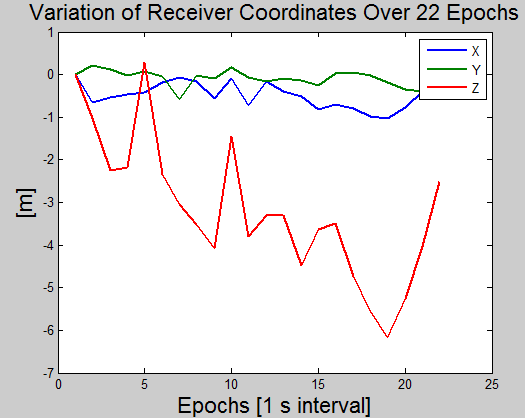 Variation of Receiver Coordinates Over 22 Epochs
1
0
-1
-2
-3
-4
-5
-6
-7
[m]
X
Y
Z
0
5
10
15
20
25
Epochs [1 s interval]